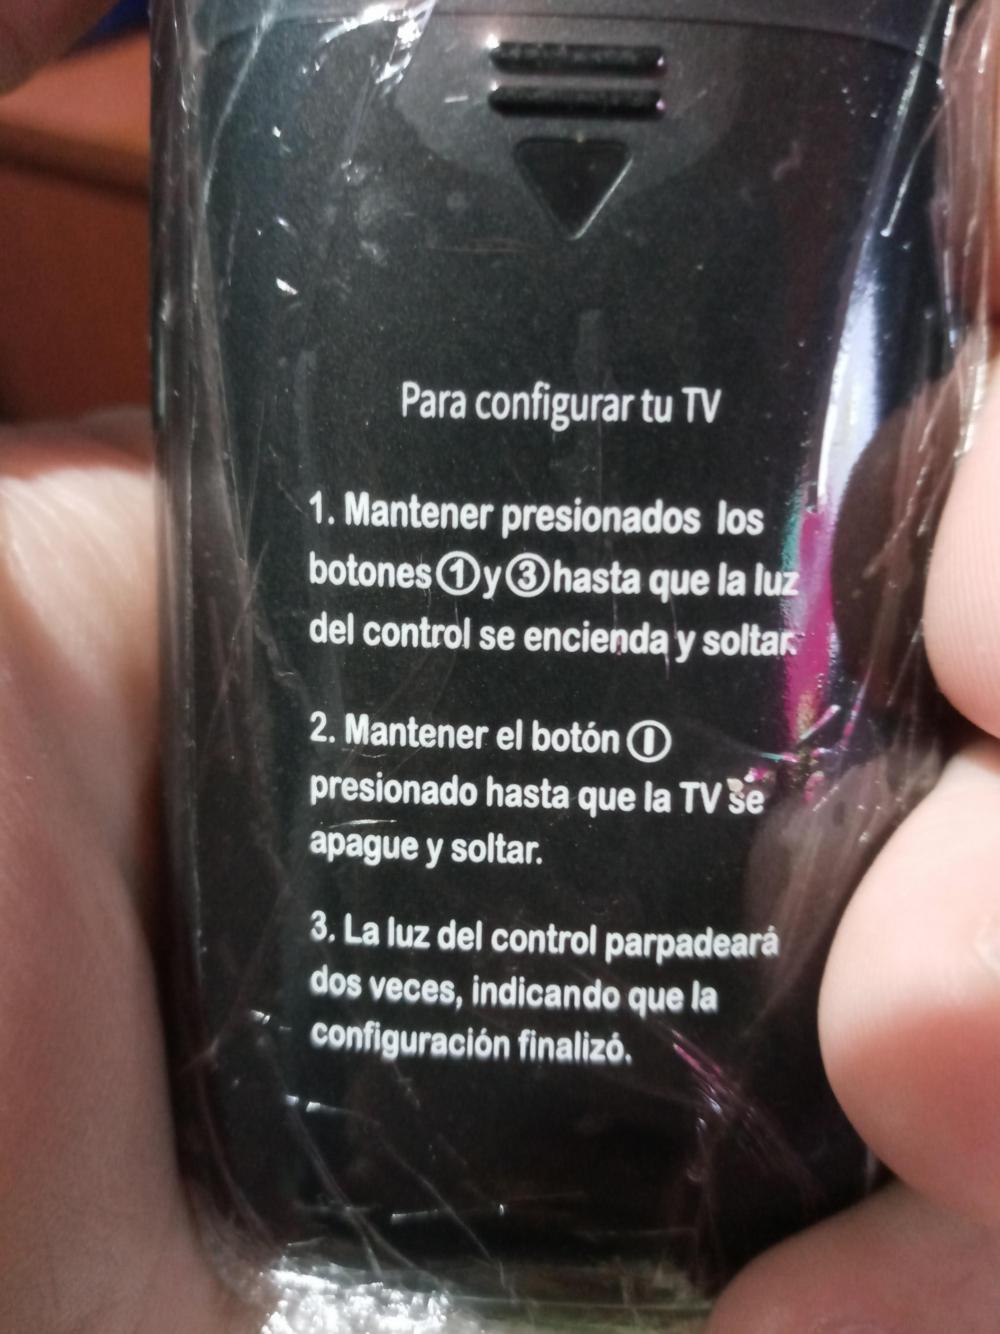 Para configurar tu TV
1. Mantener presionados los
botones ① y ③ hasta que la luz
del control se encienda y soltar.
2. Mantener el botón ⏼
presionado hasta que la TV se
apague y soltar.
3. La luz del control parpadeará
dos veces, indicando que la
configuración finalizó.